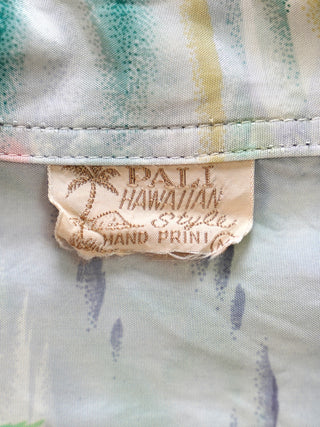 PALI
HAWAIIAN
Style
HAND PRINT